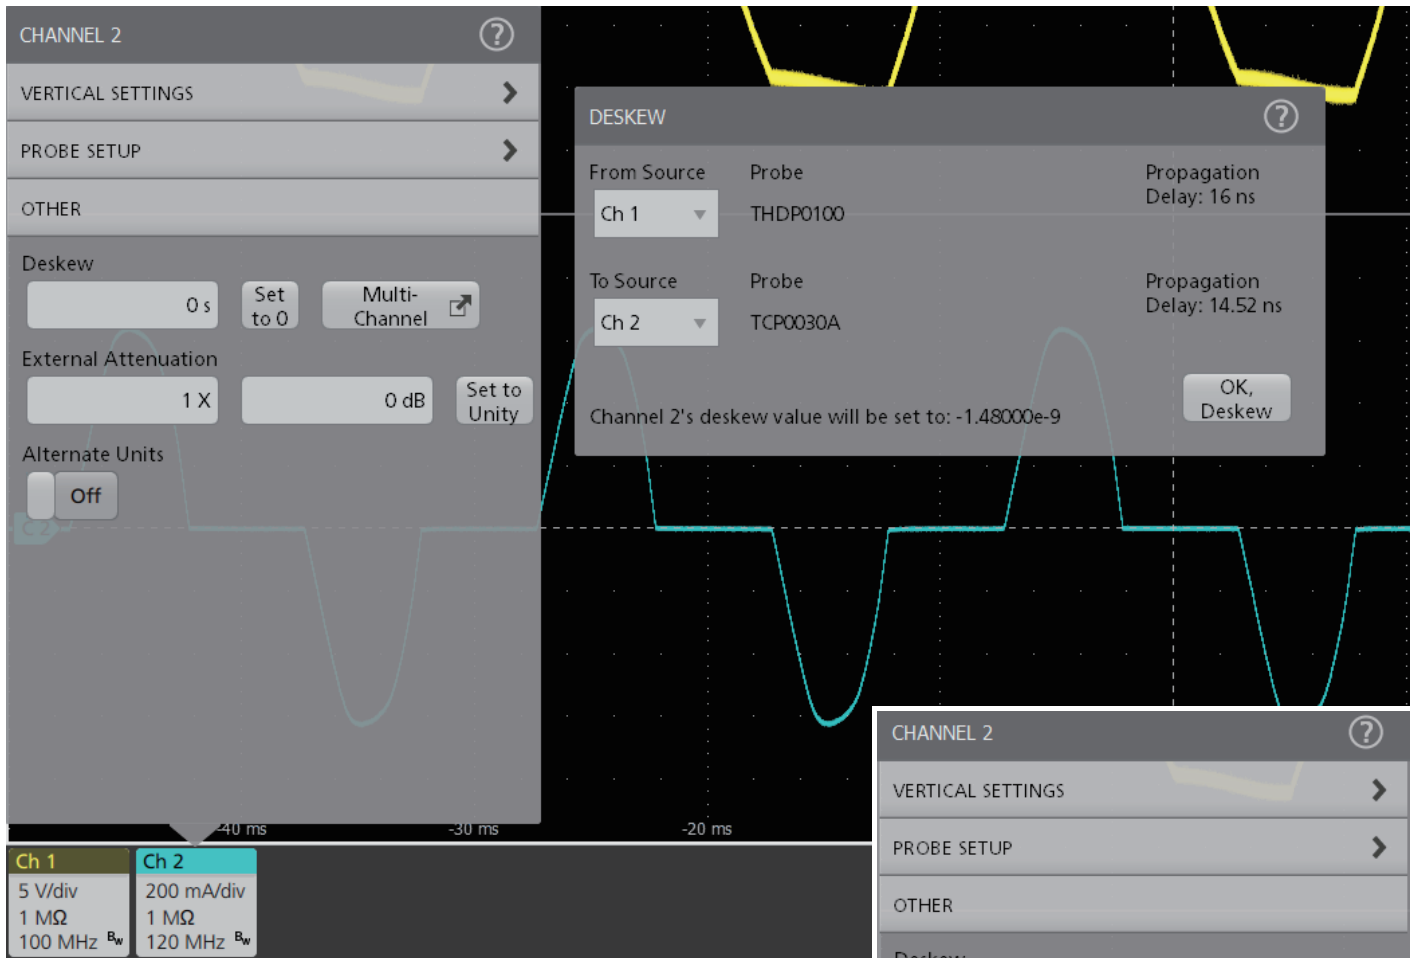 CHANNEL 2
?
VERTICAL SETTINGS
PROBE SETUP
OTHER
Deskew
0 s
Set
to 0
Multi-
Channel
External Attenuation
1 X
0 dB
Set to
Unity
Alternate Units
Off
C2
DESKEW
?
From Source
Probe
Propagation
Delay: 16 ns
Ch 1
THDP0100
To Source
Probe
Propagation
Delay: 14.52 ns
Ch 2
TCP0030A
OK,
Deskew
Channel 2's deskew value will be set to: -1.48000e-9
-40 ms
-30 ms
-20 ms
Ch 1
5 V/div
1 MΩ
100 MHz Bw
Ch 2
200 mA/div
1 MΩ
120 MHz Bw
CHANNEL 2
?
VERTICAL SETTINGS
PROBE SETUP
OTHER
Deskew